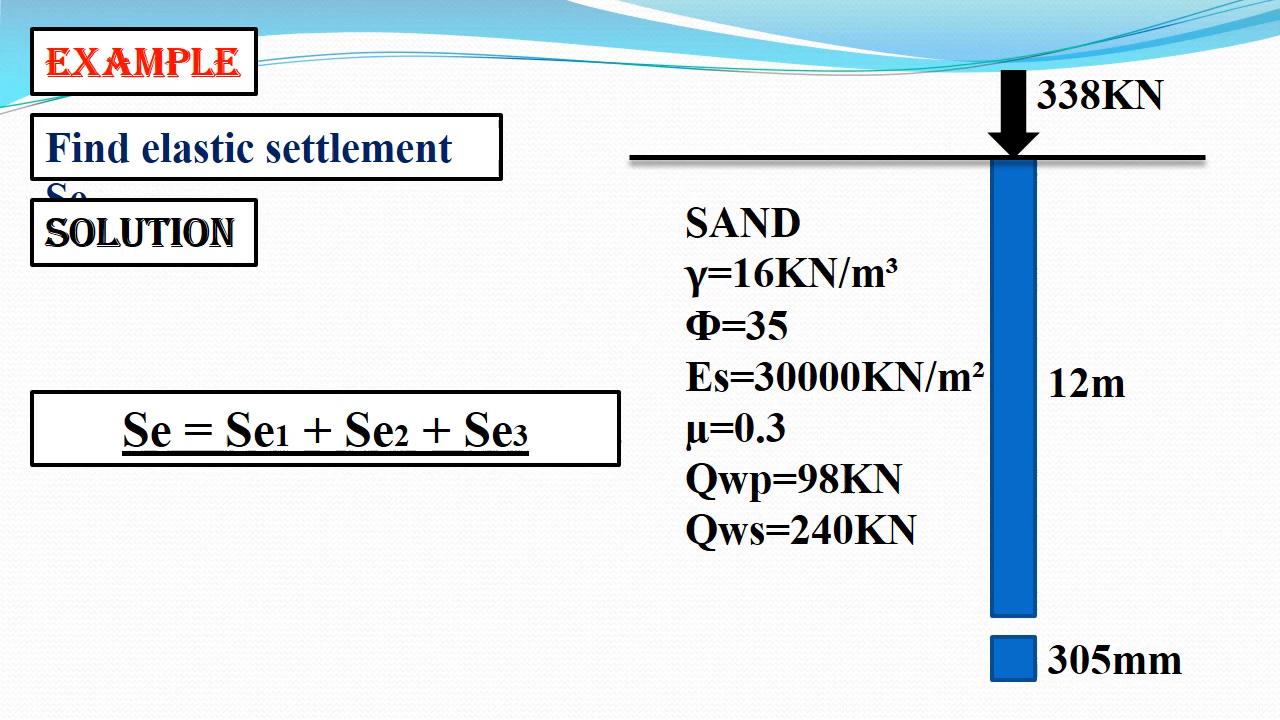 EXAMPLE
Find elastic settlement
Se
SOLUTION
Se = Se1 + Se2 + Se3
338KN
SAND
γ=16KN/m³
Φ=35
Es=30000KN/m²
μ=0.3
Qwp=98KN
Qws=240KN
12m
305mm